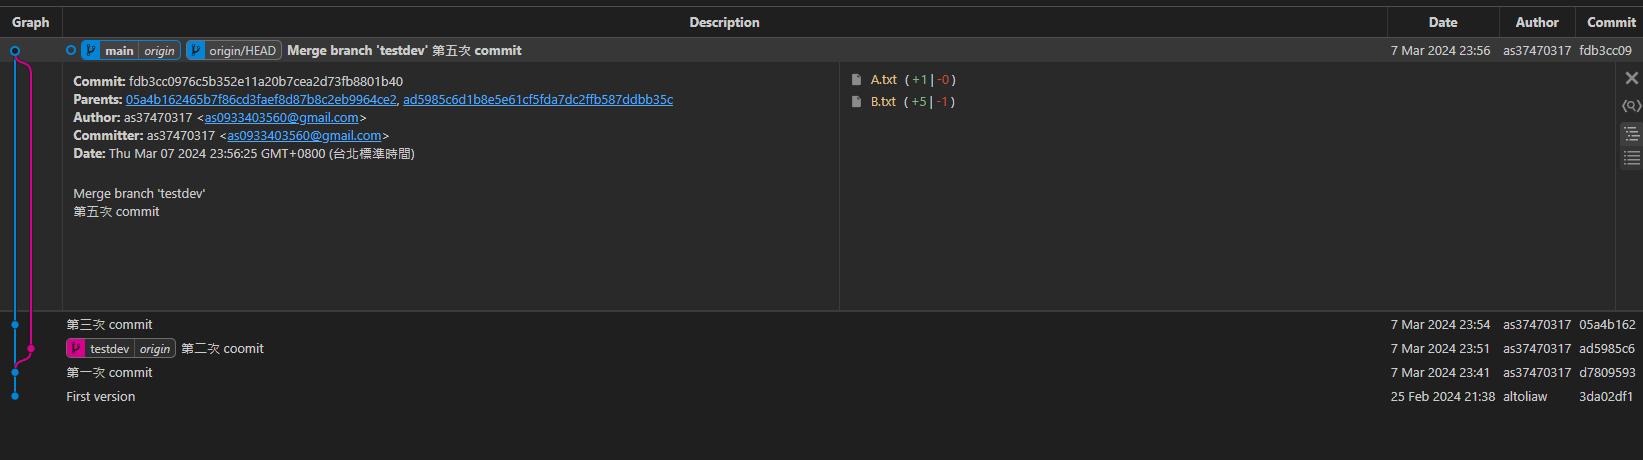 Graph Description Date Author Commit
main origin origin/HEAD Merge branch 'testdev' 第五次 commit 7 Mar 2024 23:56 as37470317 fdb3cc09
Commit: fdb3cc0976c5b352e11a20b7cea2d73fb8801b40
Parents: 05a4b162465b7f86cd3faef8d87b8c2eb9964ce2, ad5985c6d1b8e5e61cf5fda7dc2ffb587ddbb35c
Author: as37470317 <as0933403560@gmail.com>
Committer: as37470317 <as0933403560@gmail.com>
Date: Thu Mar 07 2024 23:56:25 GMT+0800 (台北標準時間)
Merge branch 'testdev'
第五次 commit
A.txt (+1|-0)
B.txt (+5|-1)
第三次 commit 7 Mar 2024 23:54 as37470317 05a4b162
testdev origin 第二次 coomit 7 Mar 2024 23:51 as37470317 ad5985c6
第一次 commit 7 Mar 2024 23:41 as37470317 d7809593
First version 25 Feb 2024 21:38 altoliaw 3da02df1